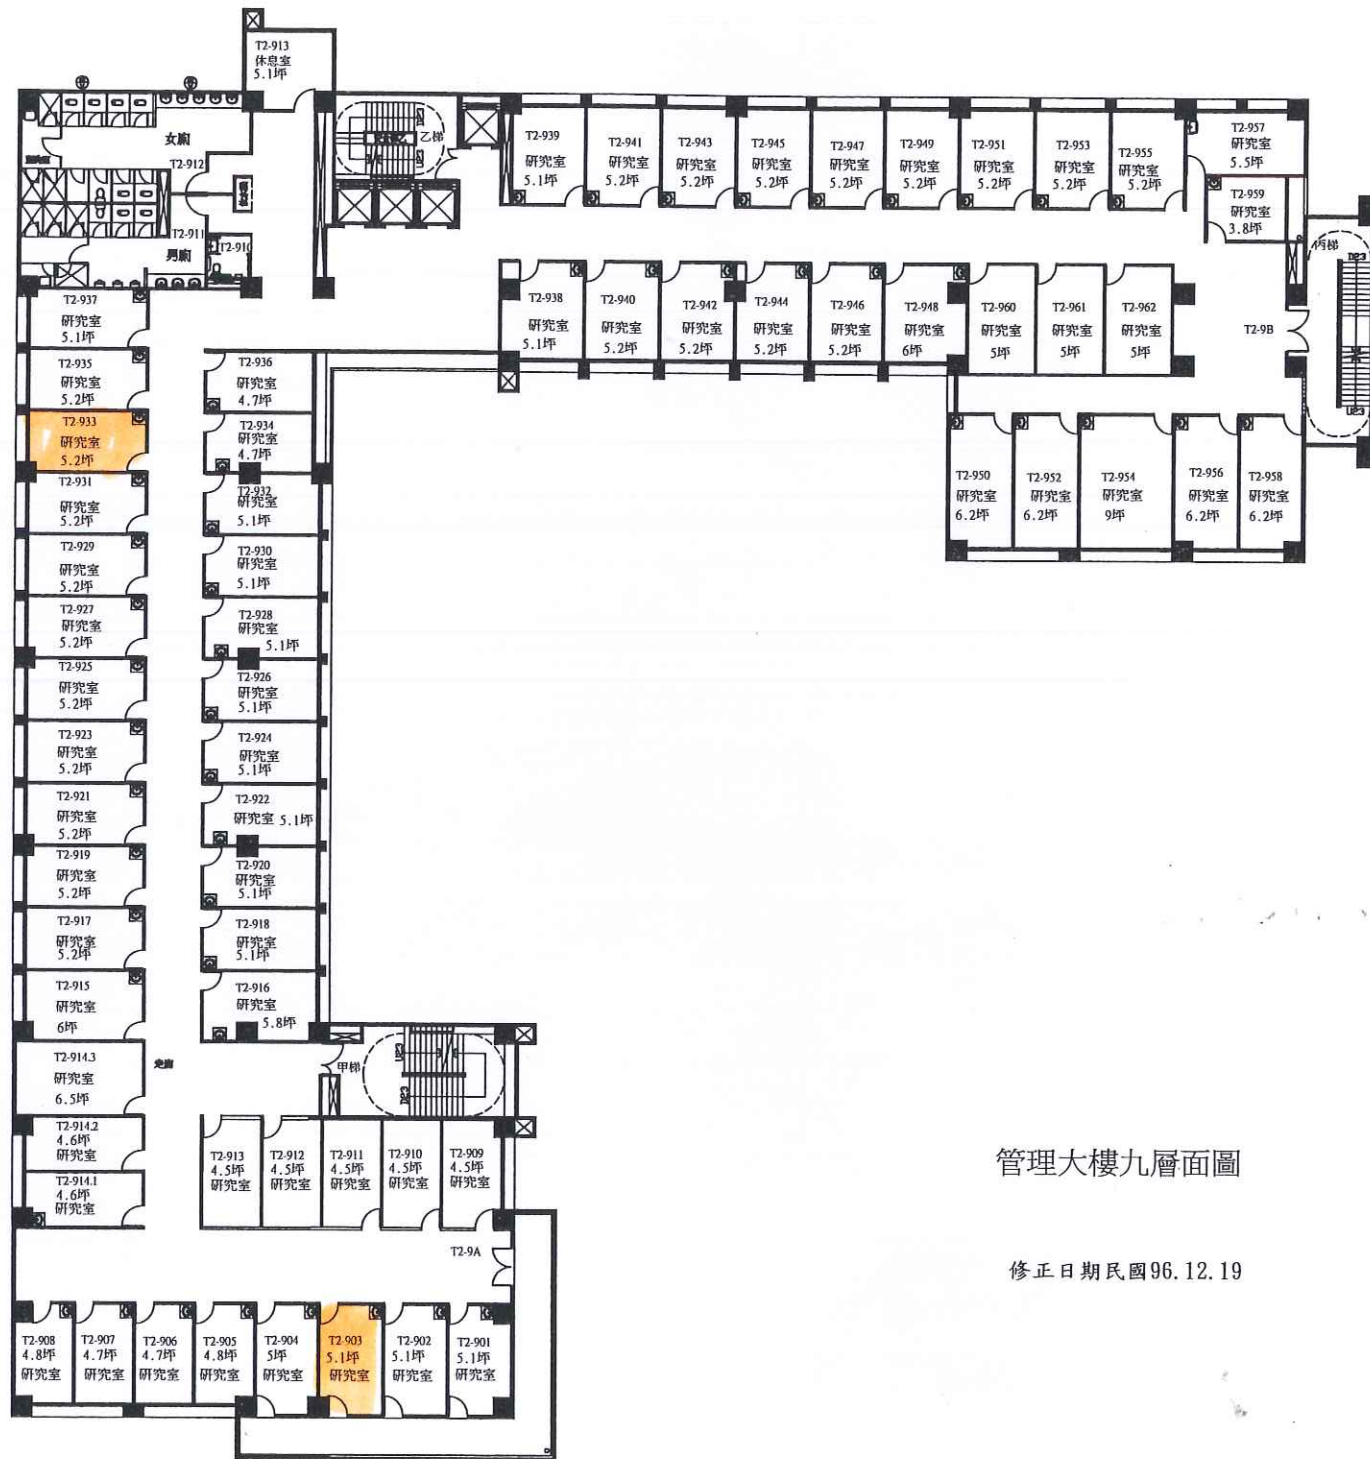 T2-913
休息室
5.1坪
女廁
T2-912
T2-911
男廁
T2-910
乙梯
T2-939
研究室
5.1坪
T2-941
研究室
5.2坪
T2-943
研究室
5.2坪
T2-945
研究室
5.2坪
T2-947
研究室
5.2坪
T2-949
研究室
5.2坪
T2-951
研究室
5.2坪
T2-953
研究室
5.2坪
T2-955
研究室
5.2坪
T2-957
研究室
5.5坪
T2-959
研究室
3.8坪
丙梯
T2-9B
T2-938
研究室
5.1坪
T2-940
研究室
5.2坪
T2-942
研究室
5.2坪
T2-944
研究室
5.2坪
T2-946
研究室
5.2坪
T2-948
研究室
6坪
T2-960
研究室
5坪
T2-961
研究室
5坪
T2-962
研究室
5坪
T2-950
研究室
6.2坪
T2-952
研究室
6.2坪
T2-954
研究室
9坪
T2-956
研究室
6.2坪
T2-958
研究室
6.2坪
T2-937
研究室
5.1坪
T2-935
研究室
5.2坪
T2-936
研究室
4.7坪
T2-933
研究室
5.2坪
T2-934
研究室
4.7坪
T2-931
研究室
5.2坪
T2-932
研究室
5.1坪
T2-929
研究室
5.2坪
T2-930
研究室
5.1坪
T2-927
研究室
5.2坪
T2-928
研究室
5.1坪
T2-925
研究室
5.2坪
T2-926
研究室
5.1坪
T2-923
研究室
5.2坪
T2-924
研究室
5.1坪
T2-921
研究室
5.2坪
T2-922
研究室 5.1坪
T2-919
研究室
5.2坪
T2-920
研究室
5.1坪
T2-917
研究室
5.2坪
T2-918
研究室
5.1坪
T2-915
研究室
6坪
T2-916
研究室
5.8坪
T2-914.3
研究室
6.5坪
走廊
甲梯
T2-914.2
4.6坪
研究室
T2-914.1
4.6坪
研究室
T2-913
4.5坪
研究室
T2-912
4.5坪
研究室
T2-911
4.5坪
研究室
T2-910
4.5坪
研究室
T2-909
4.5坪
研究室
T2-9A
T2-908
4.8坪
研究室
T2-907
4.7坪
研究室
T2-906
4.7坪
研究室
T2-905
4.8坪
研究室
T2-904
5坪
研究室
T2-903
5.1坪
研究室
T2-902
5.1坪
研究室
T2-901
5.1坪
研究室
管理大樓九層面圖
修正日期民國96.12.19